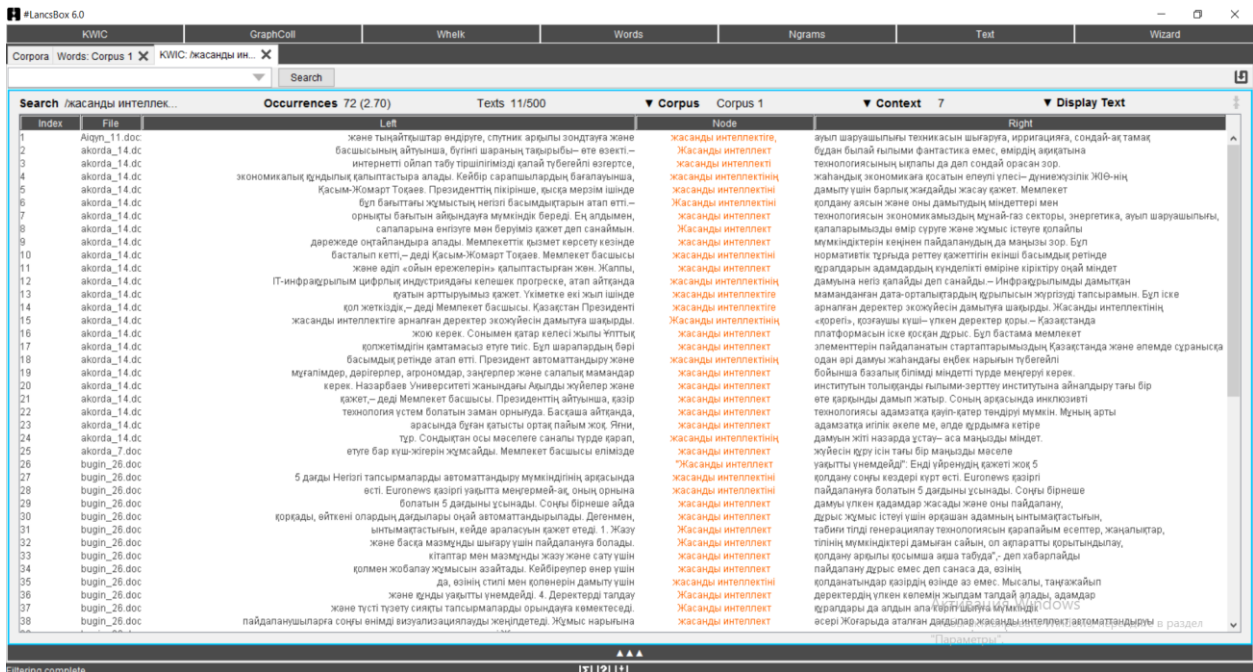 #LancsBox 6.0
KWIC GraphColl Whelk Words Ngrams Text Wizard
Corpora Words: Corpus 1 KWIC: /жасанды ин...
Search
Search /жасанды интеллек... Occurrences 72 (2.70) Texts 11/500 ▼ Corpus Corpus 1 ▼ Context 7 ▼ Display Text
Index File Left Node Right
1 Aiqyn_11.doc: және тыңайтқыштар өндіруге, спутник арқылы зондтауға және жасанды интеллектіге, ауыл шаруашылығы техникасын шығаруға, ирригацияға, сондай-ақ тамақ
2 akorda_14.dc басшысының айтуынша, бүгінгі шараның тақырыбы– өте өзекті.– Жасанды интеллект бұдан былай ғылыми фантастика емес, өмірдің ақиқатына
3 akorda_14.dc интернетті ойлап табу тіршілігімізді қалай түбегейлі өзгертсе, жасанды интеллекті технологиясының ықпалы да дәл сондай орасан зор.
4 akorda_14.dc экономикалық құндылық қалыптастыра алады. Кейбір сарапшылардың бағалауынша, жасанды интеллектінің жаһандық экономикаға қосатын елеулі үлесі– дүниежүзілік ЖІӨ-нің
5 akorda_14.dc Қасым-Жомарт Тоқаев. Президенттің пікірінше, қысқа мерзім ішінде жасанды интеллектіні дамыту үшін барлық жағдайды жасау қажет. Мемлекет
6 akorda_14.dc бұл бағыттағы жұмыстың негізгі басымдықтарын атап өтті.– Жасанды интеллектіні қолдану аясын және оны дамытудың міндеттері мен
7 akorda_14.dc орнықты бағытын айқындауға мүмкіндік береді. Ең алдымен, жасанды интеллект технологиясын экономикамыздың мұнай-газ секторы, энергетика, ауыл шаруашылығы,
8 akorda_14.dc салаларына енгізуге мән беруіміз қажет деп санаймын. Жасанды интеллект қалаларымызды өмір сүруге және жұмыс істеуге қолайлы
9 akorda_14.dc дәрежеде оңтайландыра алады. Мемлекеттік қызмет көрсету кезінде жасанды интеллект мүмкіндіктерін кеңінен пайдаланудың да маңызы зор. Бұл
10 akorda_14.dc басталып кетті,– деді Қасым-Жомарт Тоқаев. Мемлекет басшысы жасанды интеллектіні нормативтік тұрғыда реттеу қажеттігін екінші басымдық ретінде
11 akorda_14.dc және әділ «ойын ережелерін» қалыптастырған жөн. Жалпы, жасанды интеллект құралдарын адамдардың күнделікті өміріне кіріктіру оңай міндет
12 akorda_14.dc IT-инфрақұрылым цифрлық индустриядағы келешек прогреске, атап айтқанда жасанды интеллектінің дамуына негіз қалайды деп санайды.– Инфрақұрылымды дамытқан
13 akorda_14.dc қуатын арттыруымыз қажет. Үкіметке екі жыл ішінде жасанды интеллектіге маманданған дата-орталықтардың құрылысын жүргізуді тапсырамын. Бұл іске
14 akorda_14.dc қол жеткіздік,– деді Мемлекет басшысы. Қазақстан Президенті жасанды интеллектіге арналған деректер экожүйесін дамытуға шақырды. Жасанды интеллектінің
15 akorda_14.dc жасанды интеллектіге арналған деректер экожүйесін дамытуға шақырды. Жасанды интеллектінің «қорегі», қозғаушы күші– үлкен деректер қоры.– Қазақстанда
16 akorda_14.dc жою керек. Сонымен қатар келесі жылы Ұлттық жасанды интеллект платформасын іске қосқан дұрыс. Бұл бастама мемлекет
17 akorda_14.dc қолжетімдігін қамтамасыз етуге тиіс. Бұл шаралардың бәрі жасанды интеллект элементтерін пайдаланатын стартаптарымыздың Қазақстанда және әлемде сұранысқа
18 akorda_14.dc басымдық ретінде атап өтті. Президент автоматтандыру және жасанды интеллектінің одан әрі дамуы жаһандағы еңбек нарығын түбегейлі
19 akorda_14.dc мұғалімдер, дәрігерлер, агрономдар, заңгерлер және сапалық мамандар жасанды интеллект бойынша базалық білімді міндетті түрде меңгеруі керек.
20 akorda_14.dc керек. Назарбаев Университеті жанындағы Ақылды жүйелер және жасанды интеллект институтын толыққанды ғылыми-зерттеу институтына айналдыру тағы бір
21 akorda_14.dc қажет,– деді Мемлекет басшысы. Президенттің айтуынша, қазір жасанды интеллект өте қарқынды дамып жатыр. Соның арқасында инклюзивті
22 akorda_14.dc технология үстем болатын заман орнығуда. Басқаша айтқанда, жасанды интеллект технологиясы адамзатқа қауіп-қатер төндіруі мүмкін. Мұның арты
23 akorda_14.dc арасында бұған қатысты ортақ пайым жоқ. Яғни, жасанды интеллект адамзатқа игілік әкеле ме, әлде құрдымға кетіре
24 akorda_14.dc тұр. Сондықтан осы мәселеге саналы түрде қарап, жасанды интеллектінің дамуын жіті назарда ұстау– аса маңызды міндет.
25 akorda_7.doc етуге бар күш-жігерін жұмсайды. Мемлекет басшысы елімізде жасанды интеллект жүйесін құру ісін тағы бір маңызды мәселе
26 bugin_26.doc "Жасанды интеллект уақытты үнемдейді": Енді үйренудің қажеті жоқ 5
27 bugin_26.doc 5 дағды Негізгі тапсырмаларды автоматтандыру мүмкіндігінің арқасында жасанды интеллектіні қолдану соңғы кездері күрт өсті. Euronews қазіргі
28 bugin_26.doc өсті. Euronews қазіргі уақытта меңгермей-ақ, оның орнына жасанды интеллектіні пайдалануға болатын 5 дағдыны ұсынады. Соңғы бірнеше
29 bugin_26.doc болатын 5 дағдыны ұсынады. Соңғы бірнеше айда жасанды интеллект дамуы үлкен қадамдар жасады және оны пайдалану,
30 bugin_26.doc қорқады, өйткені олардың дағдылары оңай автоматтандырылады. Дегенмен, жасанды интеллект дұрыс жұмыс істеуі үшін әрқашан адамның ынтымақтастығын,
31 bugin_26.doc ынтымақтастығын, кейде араласуын қажет етеді. 1. Жазу Жасанды интеллект табиғи тілді генерациялау технологиясын қарапайым есептер, жаңалықтар,
32 bugin_26.doc және басқа мазмұнды шығару үшін пайдалануға болады. Жасанды интеллект тілінің мүмкіндіктері дамыған сайын, ол ақпаратты қорытындылау,
33 bugin_26.doc кітаптар мен мазмұнды жазу және сату үшін жасанды интеллектіні қолдану арқылы қосымша ақша табуда",- деп хабарлайды
34 bugin_26.doc қолмен жобалау жұмысын азайтады. Кейбіреулер өнер үшін жасанды интеллектіні пайдалану дұрыс емес деп санаса да, өзінің
35 bugin_26.doc да, өзінің стилі мен қолөнерін дамыту үшін жасанды интеллектіні қолданатындар қазірдің өзінде аз емес. Мысалы, таңғажайып
36 bugin_26.doc және құнды уақытты үнемдейді. 4. Деректерді талдау Жасанды интеллект деректердің үлкен көлемін жылдам талдай алады, адамдар
37 bugin_26.doc және түсті түзету сияқты тапсырмаларды орындауға көмектеседі. Жасанды интеллект құралдары да алдын ала көріп шығуға мүмкіндік
38 bugin_26.doc пайдаланушыларға соңғы өнімді визуализациялауды жеңілдетеді. Жұмыс нарығына жасанды интеллект әсері Жоғарыда аталған дағдылар жасанды интеллект автоматтандыруы
Активация Windows
в раздел
"Параметры".
▲▲▲
Filtering complete